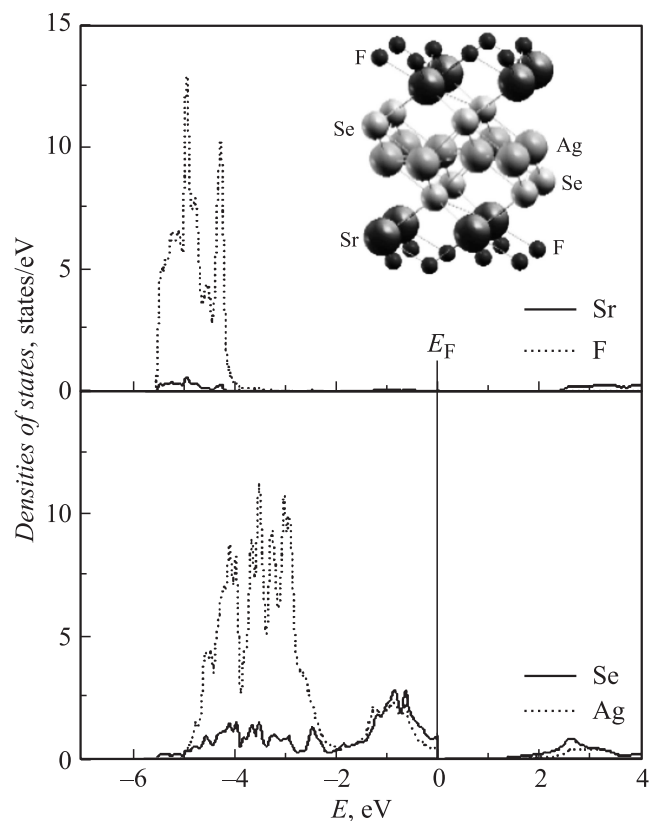 15
10
5
0
Densities of states, states/eV
F
Se
Ag
Se
Sr
F
Sr
F
E_F
10
5
0
Se
Ag
–6
–4
–2
0
2
4
E, eV